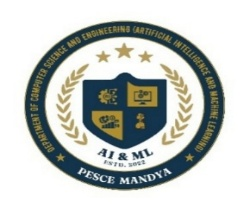 DEPARTMENT OF COMPUTER SCIENCE AND ENGINEERING (ARTIFICIAL INTELLIGENCE AND MACHINE LEARNING)
AI & ML
ESTD. 2022
PESCE MANDYA